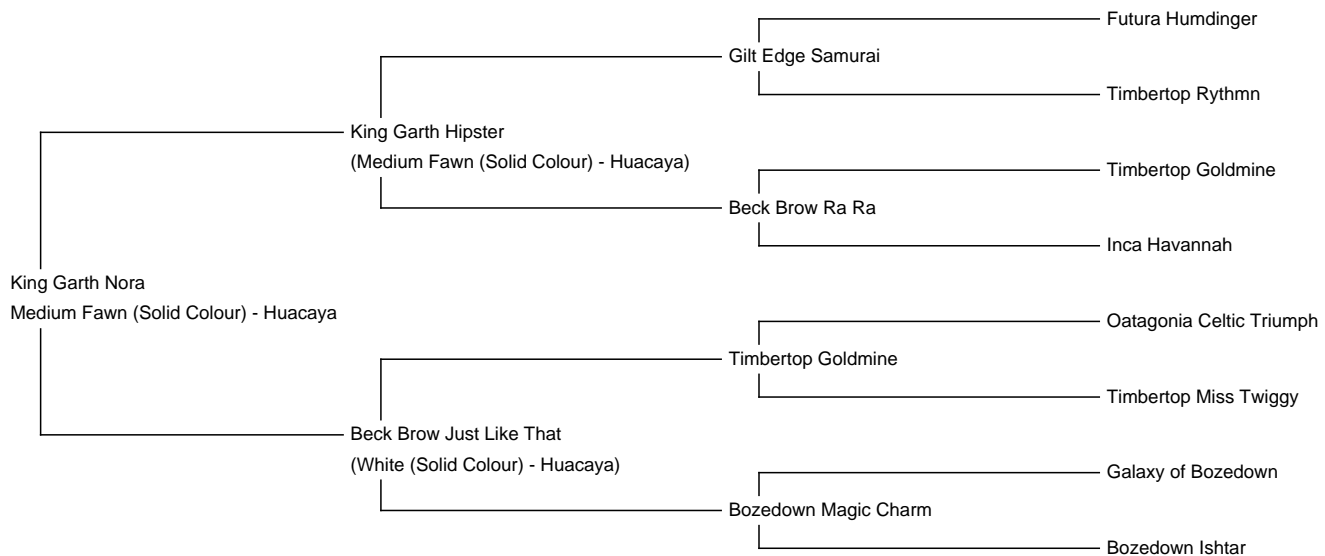 Futura Humdinger
Gilt Edge Samurai
Timbertop Rythmn
King Garth Hipster
(Medium Fawn (Solid Colour) - Huacaya)
Timbertop Goldmine
Beck Brow Ra Ra
Inca Havannah
King Garth Nora
Medium Fawn (Solid Colour) - Huacaya
Oatagonia Celtic Triumph
Timbertop Goldmine
Timbertop Miss Twiggy
Beck Brow Just Like That
(White (Solid Colour) - Huacaya)
Galaxy of Bozedown
Bozedown Magic Charm
Bozedown Ishtar